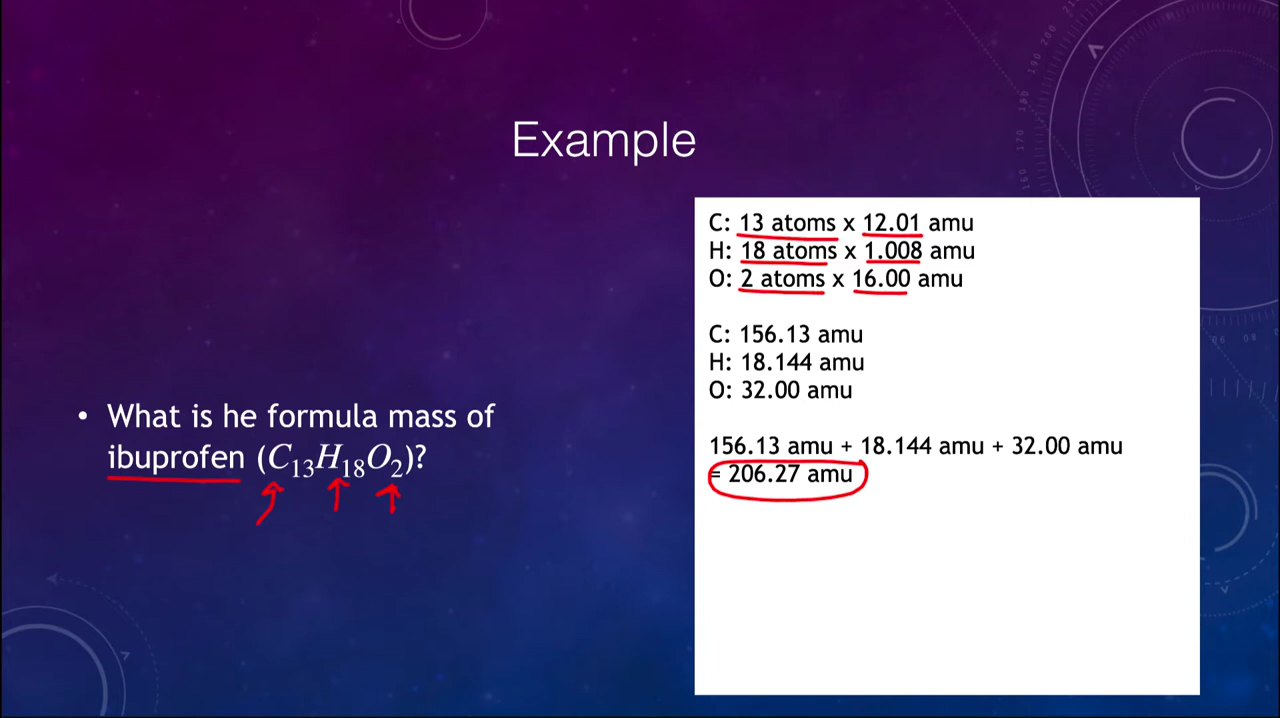 Example
• What is he formula mass of
ibuprofen (C₁₃H₁₈O₂)?
C: 13 atoms x 12.01 amu
H: 18 atoms x 1.008 amu
O: 2 atoms x 16.00 amu
C: 156.13 amu
H: 18.144 amu
O: 32.00 amu
156.13 amu + 18.144 amu + 32.00 amu
= 206.27 amu